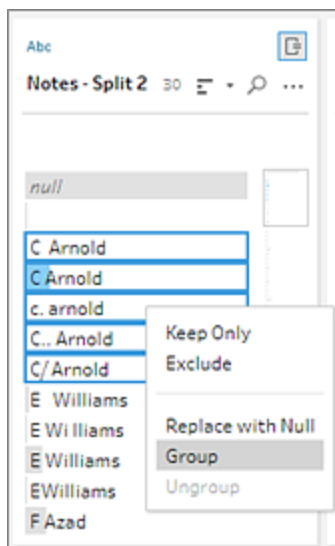 Abc
Notes - Split 2 30 ...
null
C Arnold
C Arnold
c. arnold
C.. Arnold
C/ Arnold
E Williams
E Wi lliams
E Williams
EWilliams
F Azad
Keep Only
Exclude
Replace with Null
Group
Ungroup